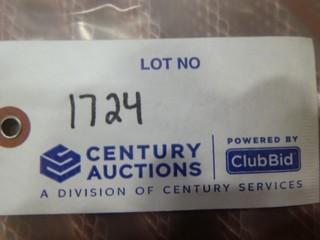 LOT NO
1724
CENTURY AUCTIONS
POWERED BY
ClubBid
A DIVISION OF CENTURY SERVICES